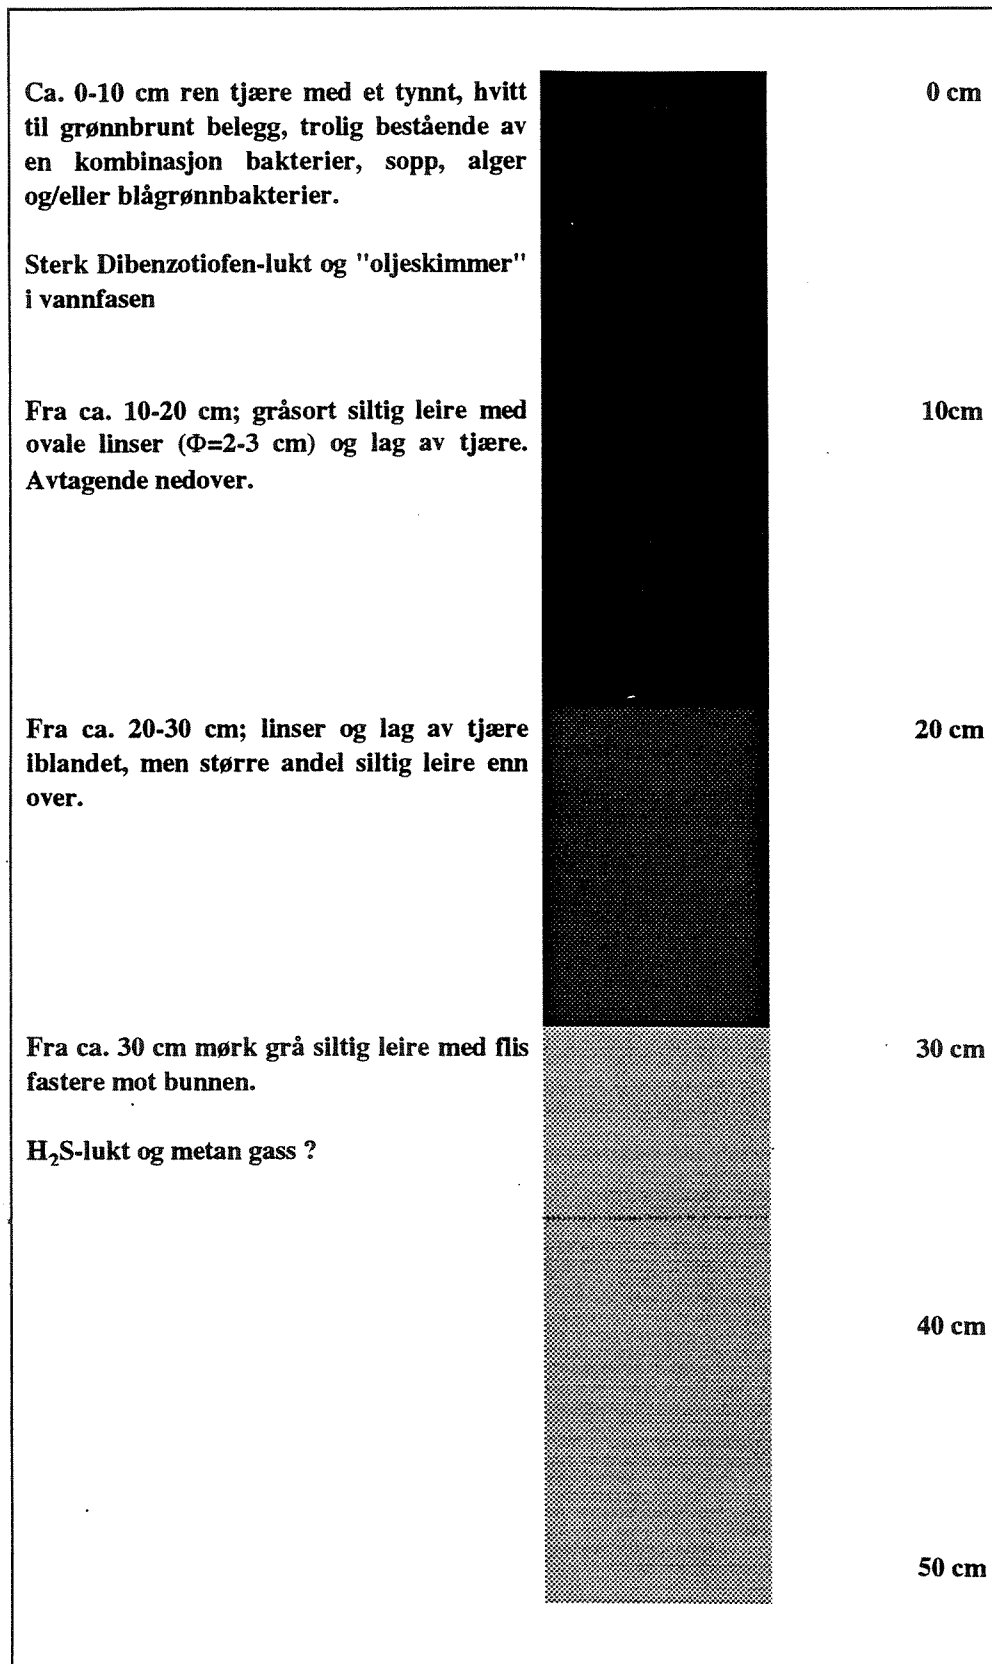 Ca. 0-10 cm ren tjære med et tynnt, hvitt
til grønnbrunt belegg, trolig bestående av
en kombinasjon bakterier, sopp, alger
og/eller blågrønnbakterier.
Sterk Dibenzotiofen-lukt og "oljeskimmer"
i vannfasen
0 cm
Fra ca. 10-20 cm; gråsort siltig leire med
ovale linser (Φ=2-3 cm) og lag av tjære.
Avtagende nedover.
10cm
Fra ca. 20-30 cm; linser og lag av tjære
iblandet, men større andel siltig leire enn
over.
20 cm
Fra ca. 30 cm mørk grå siltig leire med flis
fastere mot bunnen.
H₂S-lukt og metan gass ?
30 cm
40 cm
50 cm